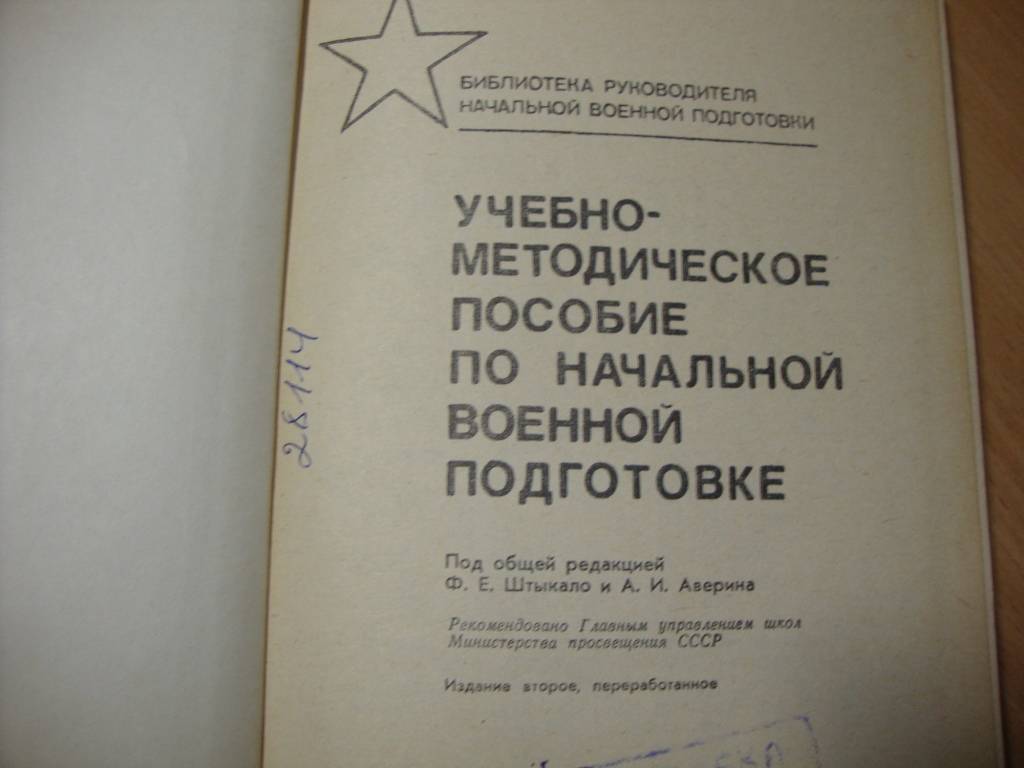 БИБЛИОТЕКА РУКОВОДИТЕЛЯ
НАЧАЛЬНОЙ ВОЕННОЙ ПОДГОТОВКИ
УЧЕБНО-
МЕТОДИЧЕСКОЕ
ПОСОБИЕ
ПО НАЧАЛЬНОЙ
ВОЕННОЙ
ПОДГОТОВКЕ
28114
Под общей редакцией
Ф. Е. Штыкало и А. И. Аверина
Рекомендовано Главным управлением школ
Министерства просвещения СССР
Издание второе, переработанное